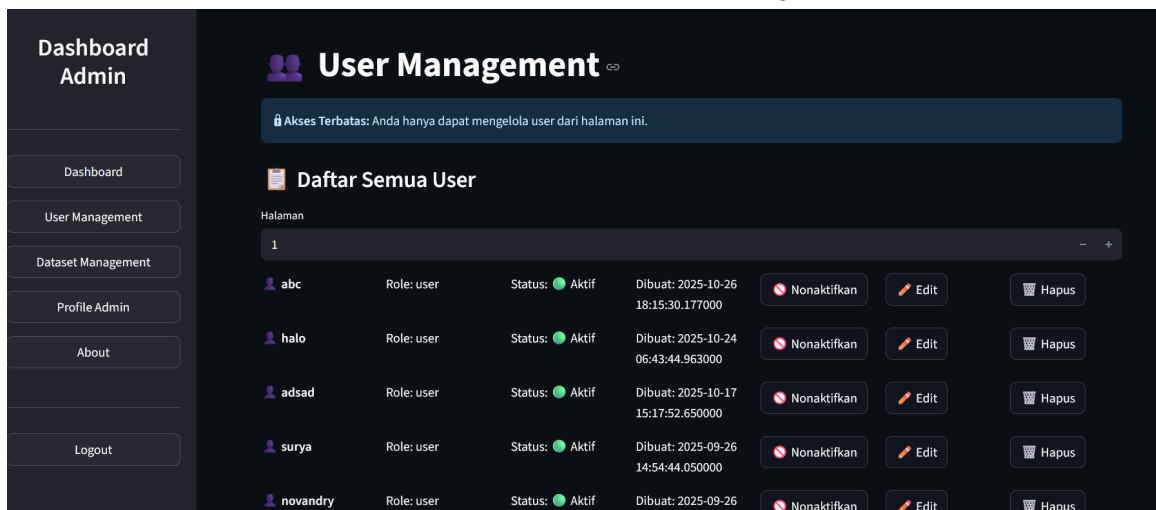 Dashboard
Admin
Dashboard
User Management
Dataset Management
Profile Admin
About
Logout
User Management
Akses Terbatas: Anda hanya dapat mengelola user dari halaman ini.
Daftar Semua User
Halaman
1 − +
abc Role: user Status: Aktif Dibuat: 2025-10-26 Nonaktifkan Edit Hapus
18:15:30.177000
halo Role: user Status: Aktif Dibuat: 2025-10-24 Nonaktifkan Edit Hapus
06:43:44.963000
adsad Role: user Status: Aktif Dibuat: 2025-10-17 Nonaktifkan Edit Hapus
15:17:52.650000
surya Role: user Status: Aktif Dibuat: 2025-09-26 Nonaktifkan Edit Hapus
14:54:44.050000
novandry Role: user Status: Aktif Dibuat: 2025-09-26 Nonaktifkan Edit Hapus